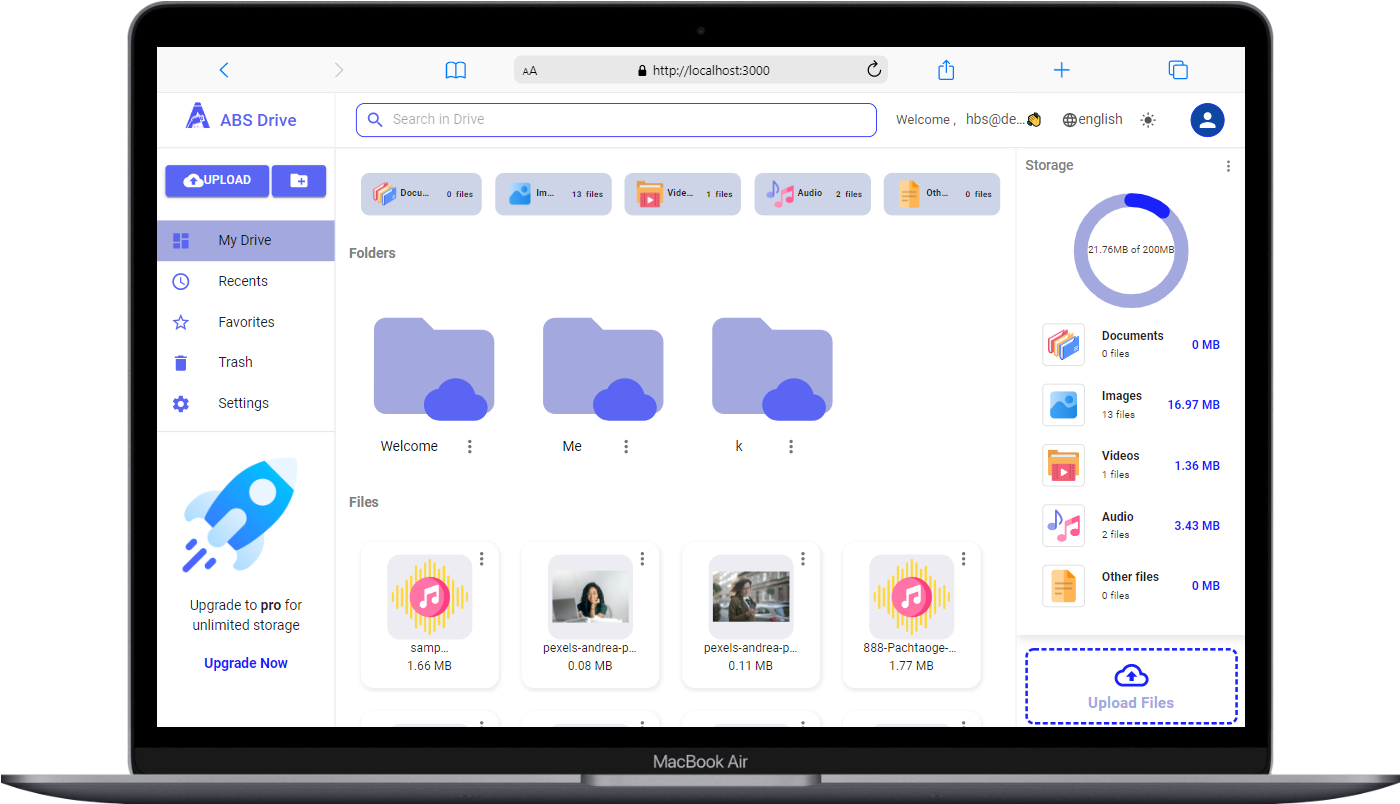 AA
http://localhost:3000
ABS Drive
Search in Drive
Welcome , hbs@de...
english
UPLOAD
My Drive
Recents
Favorites
Trash
Settings
Upgrade to pro for
unlimited storage
Upgrade Now
Docu... 0 files
Im... 13 files
Vide... 1 files
Audio 2 files
Oth... 0 files
Folders
Welcome
Me
k
Files
samp...
1.66 MB
pexels-andrea-p...
0.08 MB
pexels-andrea-p...
0.11 MB
888-Pachtaoge-...
1.77 MB
Storage
21.76MB of 200MB
Documents
0 files
0 MB
Images
13 files
16.97 MB
Videos
1 files
1.36 MB
Audio
2 files
3.43 MB
Other files
0 files
0 MB
Upload Files
MacBook Air